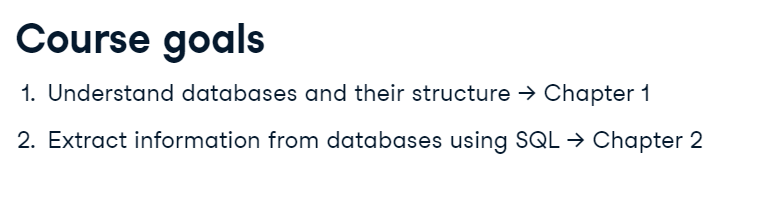 Course goals
1. Understand databases and their structure → Chapter 1
2. Extract information from databases using SQL → Chapter 2